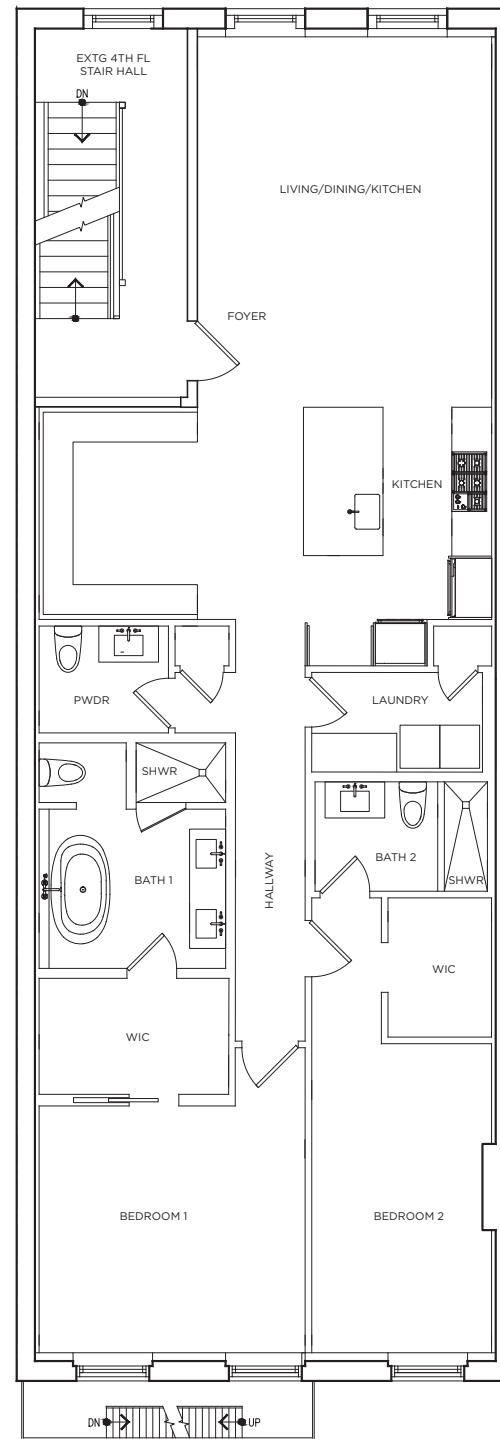 EXTG 4TH FL
STAIR HALL
DN
LIVING/DINING/KITCHEN
FOYER
KITCHEN
PWDR
LAUNDRY
SHWR
BATH 1
HALLWAY
BATH 2
SHWR
WIC
WIC
BEDROOM 1
BEDROOM 2
DN
UP